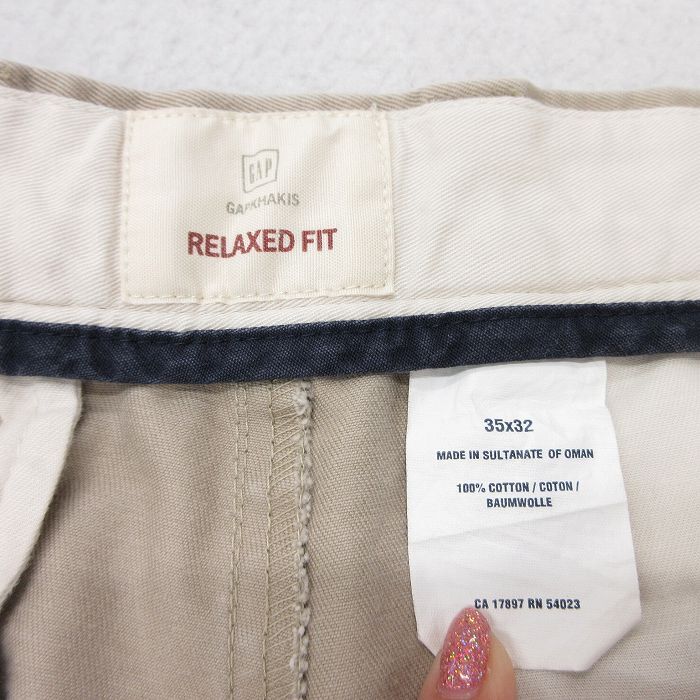 GAP
GAPKHAKIS
RELAXED FIT
35x32
MADE IN SULTANATE OF OMAN
100% COTTON / COTON /
BAUMWOLLE
CA 17897 RN 54023